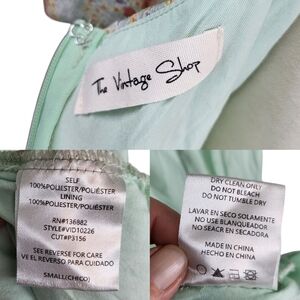 The Vintage Shop
SELF
100%POLYESTER/POLIÉSTER
LINING
100%POLYESTER/POLIÉSTER
RN#136882
STYLE#VID10226
CUT#P3156
SEE REVERSE FOR CARE
VE EL REVERSO PARA CUIDADO
SMALL(CHICO)
DRY CLEAN ONLY
DO NOT BLEACH
DO NOT TUMBLE DRY
LAVAR EN SECO SOLAMENTE
NO USE BLANQUEADOR
NO SEACR EN SECADORA
MADE IN CHINA
HECHO EN CHINA